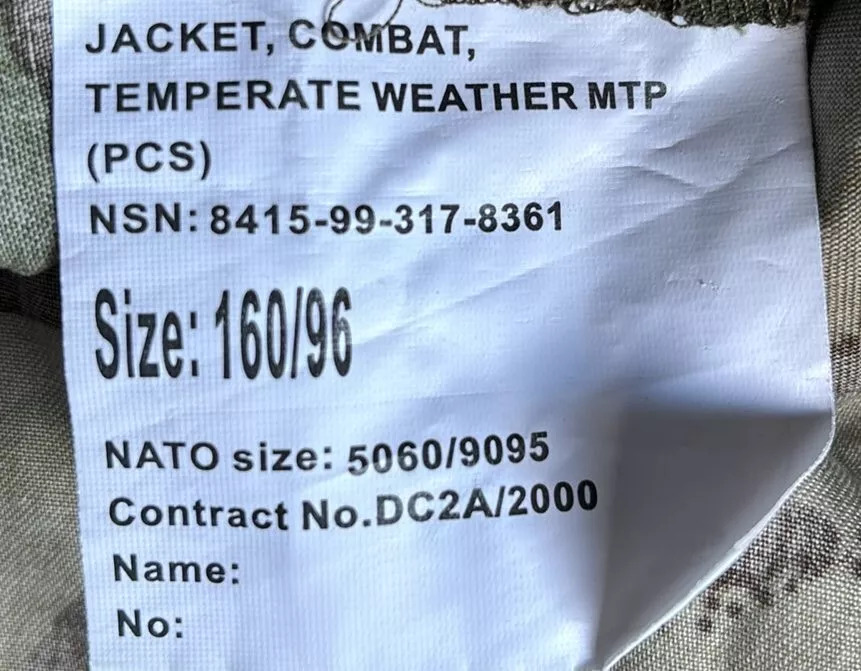 JACKET, COMBAT,
TEMPERATE WEATHER MTP
(PCS)
NSN: 8415-99-317-8361
Size: 160/96
NATO size: 5060/9095
Contract No.DC2A/2000
Name:
No: